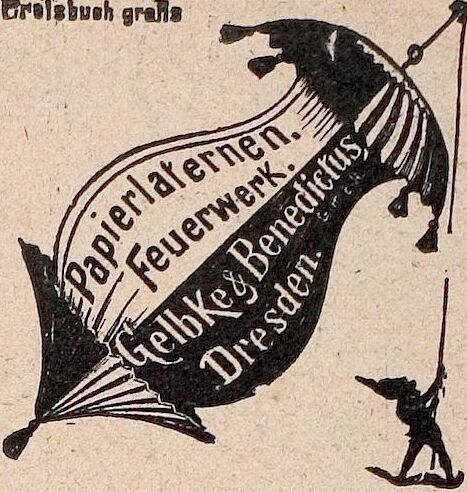 Preisbuch gratis
Papierlaternen.
Feuerwerk.
Gelbke & Benedictus
Dresden.